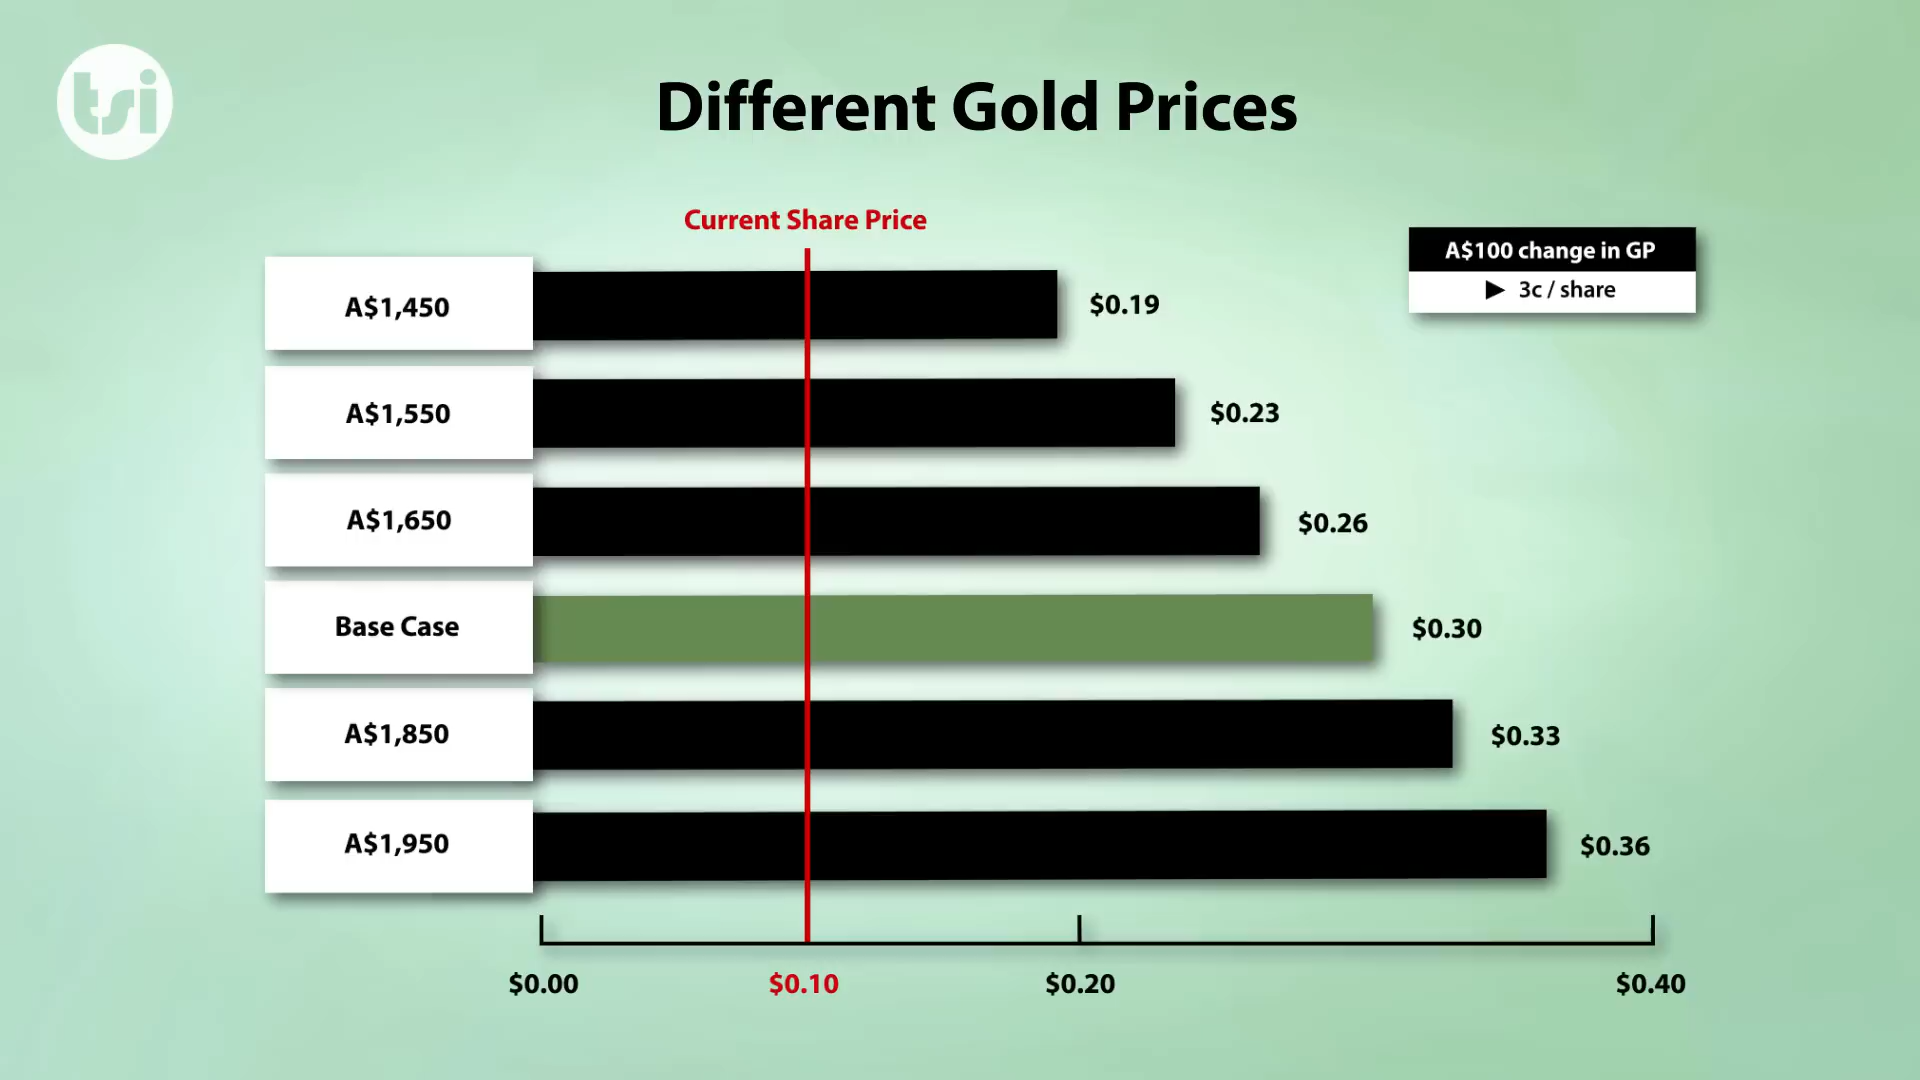 tsi
Different Gold Prices
Current Share Price
A$100 change in GP
▶ 3c / share
A$1,450
$0.19
A$1,550
$0.23
A$1,650
$0.26
Base Case
$0.30
A$1,850
$0.33
A$1,950
$0.36
$0.00
$0.10
$0.20
$0.40